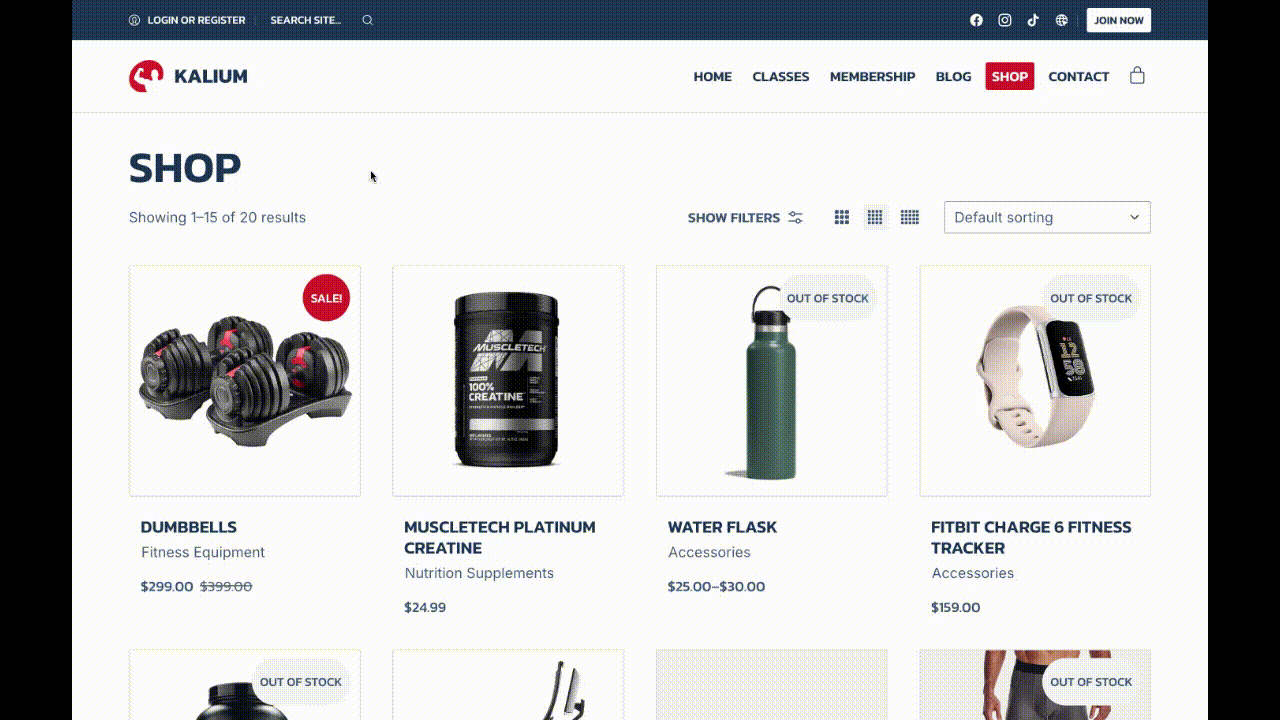 LOGIN OR REGISTER
SEARCH SITE...
JOIN NOW
KALIUM
HOME CLASSES MEMBERSHIP BLOG SHOP CONTACT
SHOP
Showing 1–15 of 20 results
SHOW FILTERS
Default sorting
SALE!
MUSCLETECH
100%
CREATINE
OUT OF STOCK
OUT OF STOCK
DUMBBELLS
Fitness Equipment
$299.00 $399.00
MUSCLETECH PLATINUM
CREATINE
Nutrition Supplements
$24.99
WATER FLASK
Accessories
$25.00–$30.00
FITBIT CHARGE 6 FITNESS
TRACKER
Accessories
$159.00
OUT OF STOCK
OUT OF STOCK